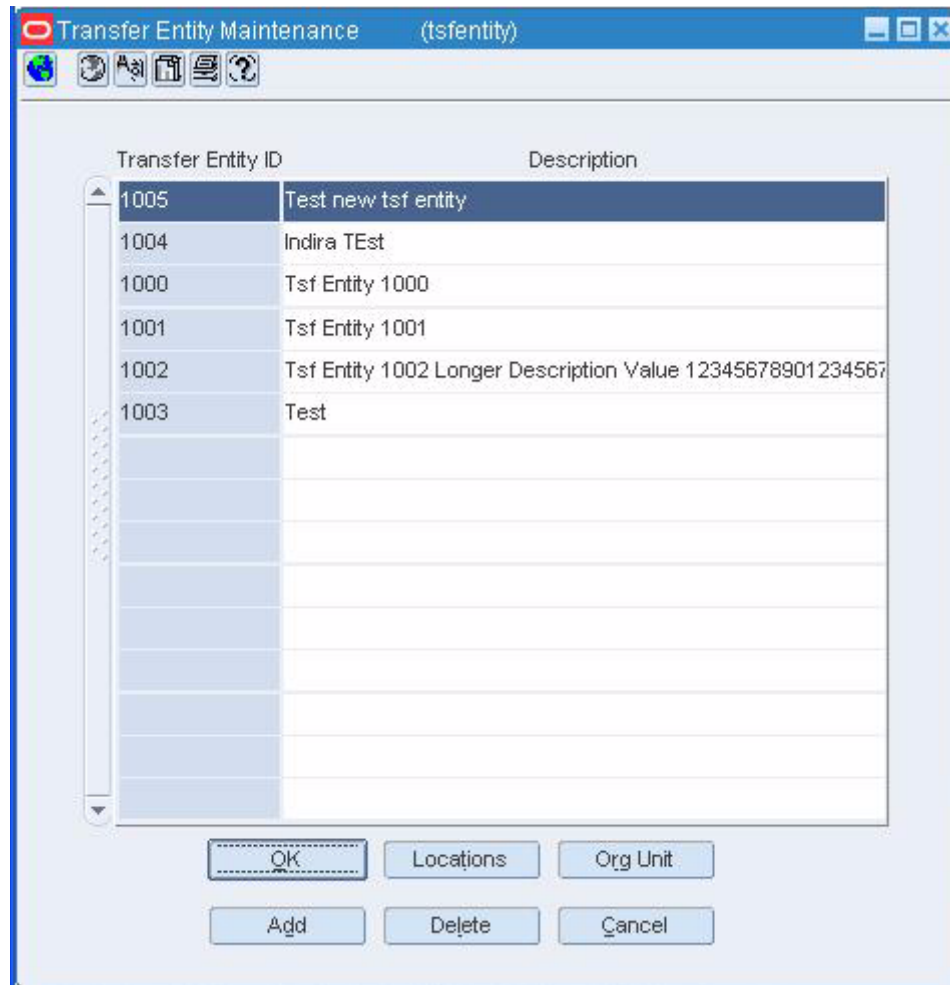 Transfer Entity Maintenance (tsfentity)
Transfer Entity ID Description
1005 Test new tsf entity
1004 Indira TEst
1000 Tsf Entity 1000
1001 Tsf Entity 1001
1002 Tsf Entity 1002 Longer Description Value 12345678901234567
1003 Test
OK Locations Org Unit
Add Delete Cancel